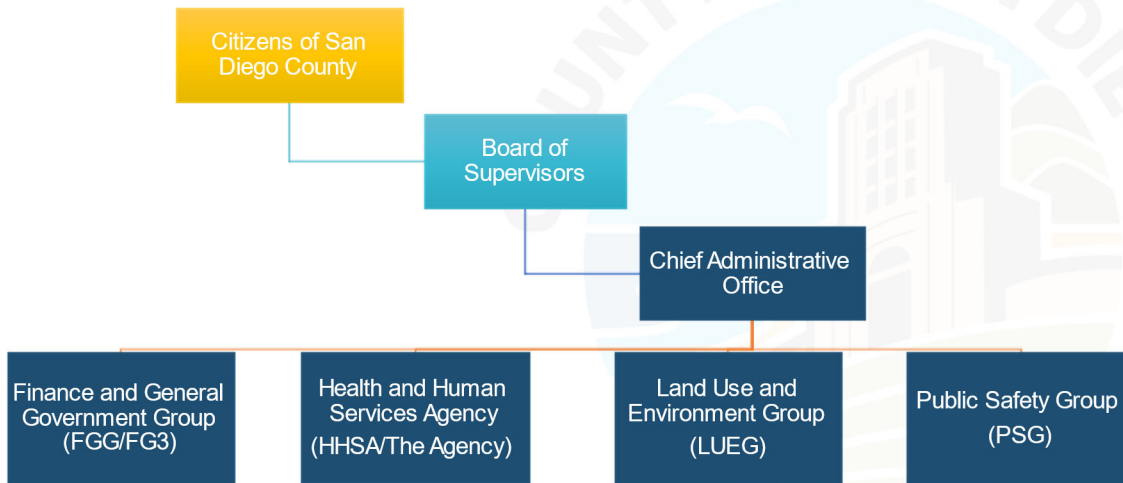 Citizens of San
Diego County
Board of
Supervisors
Chief Administrative
Office
Finance and General
Government Group
(FGG/FG3)
Health and Human
Services Agency
(HHSA/The Agency)
Land Use and
Environment Group
(LUEG)
Public Safety Group
(PSG)